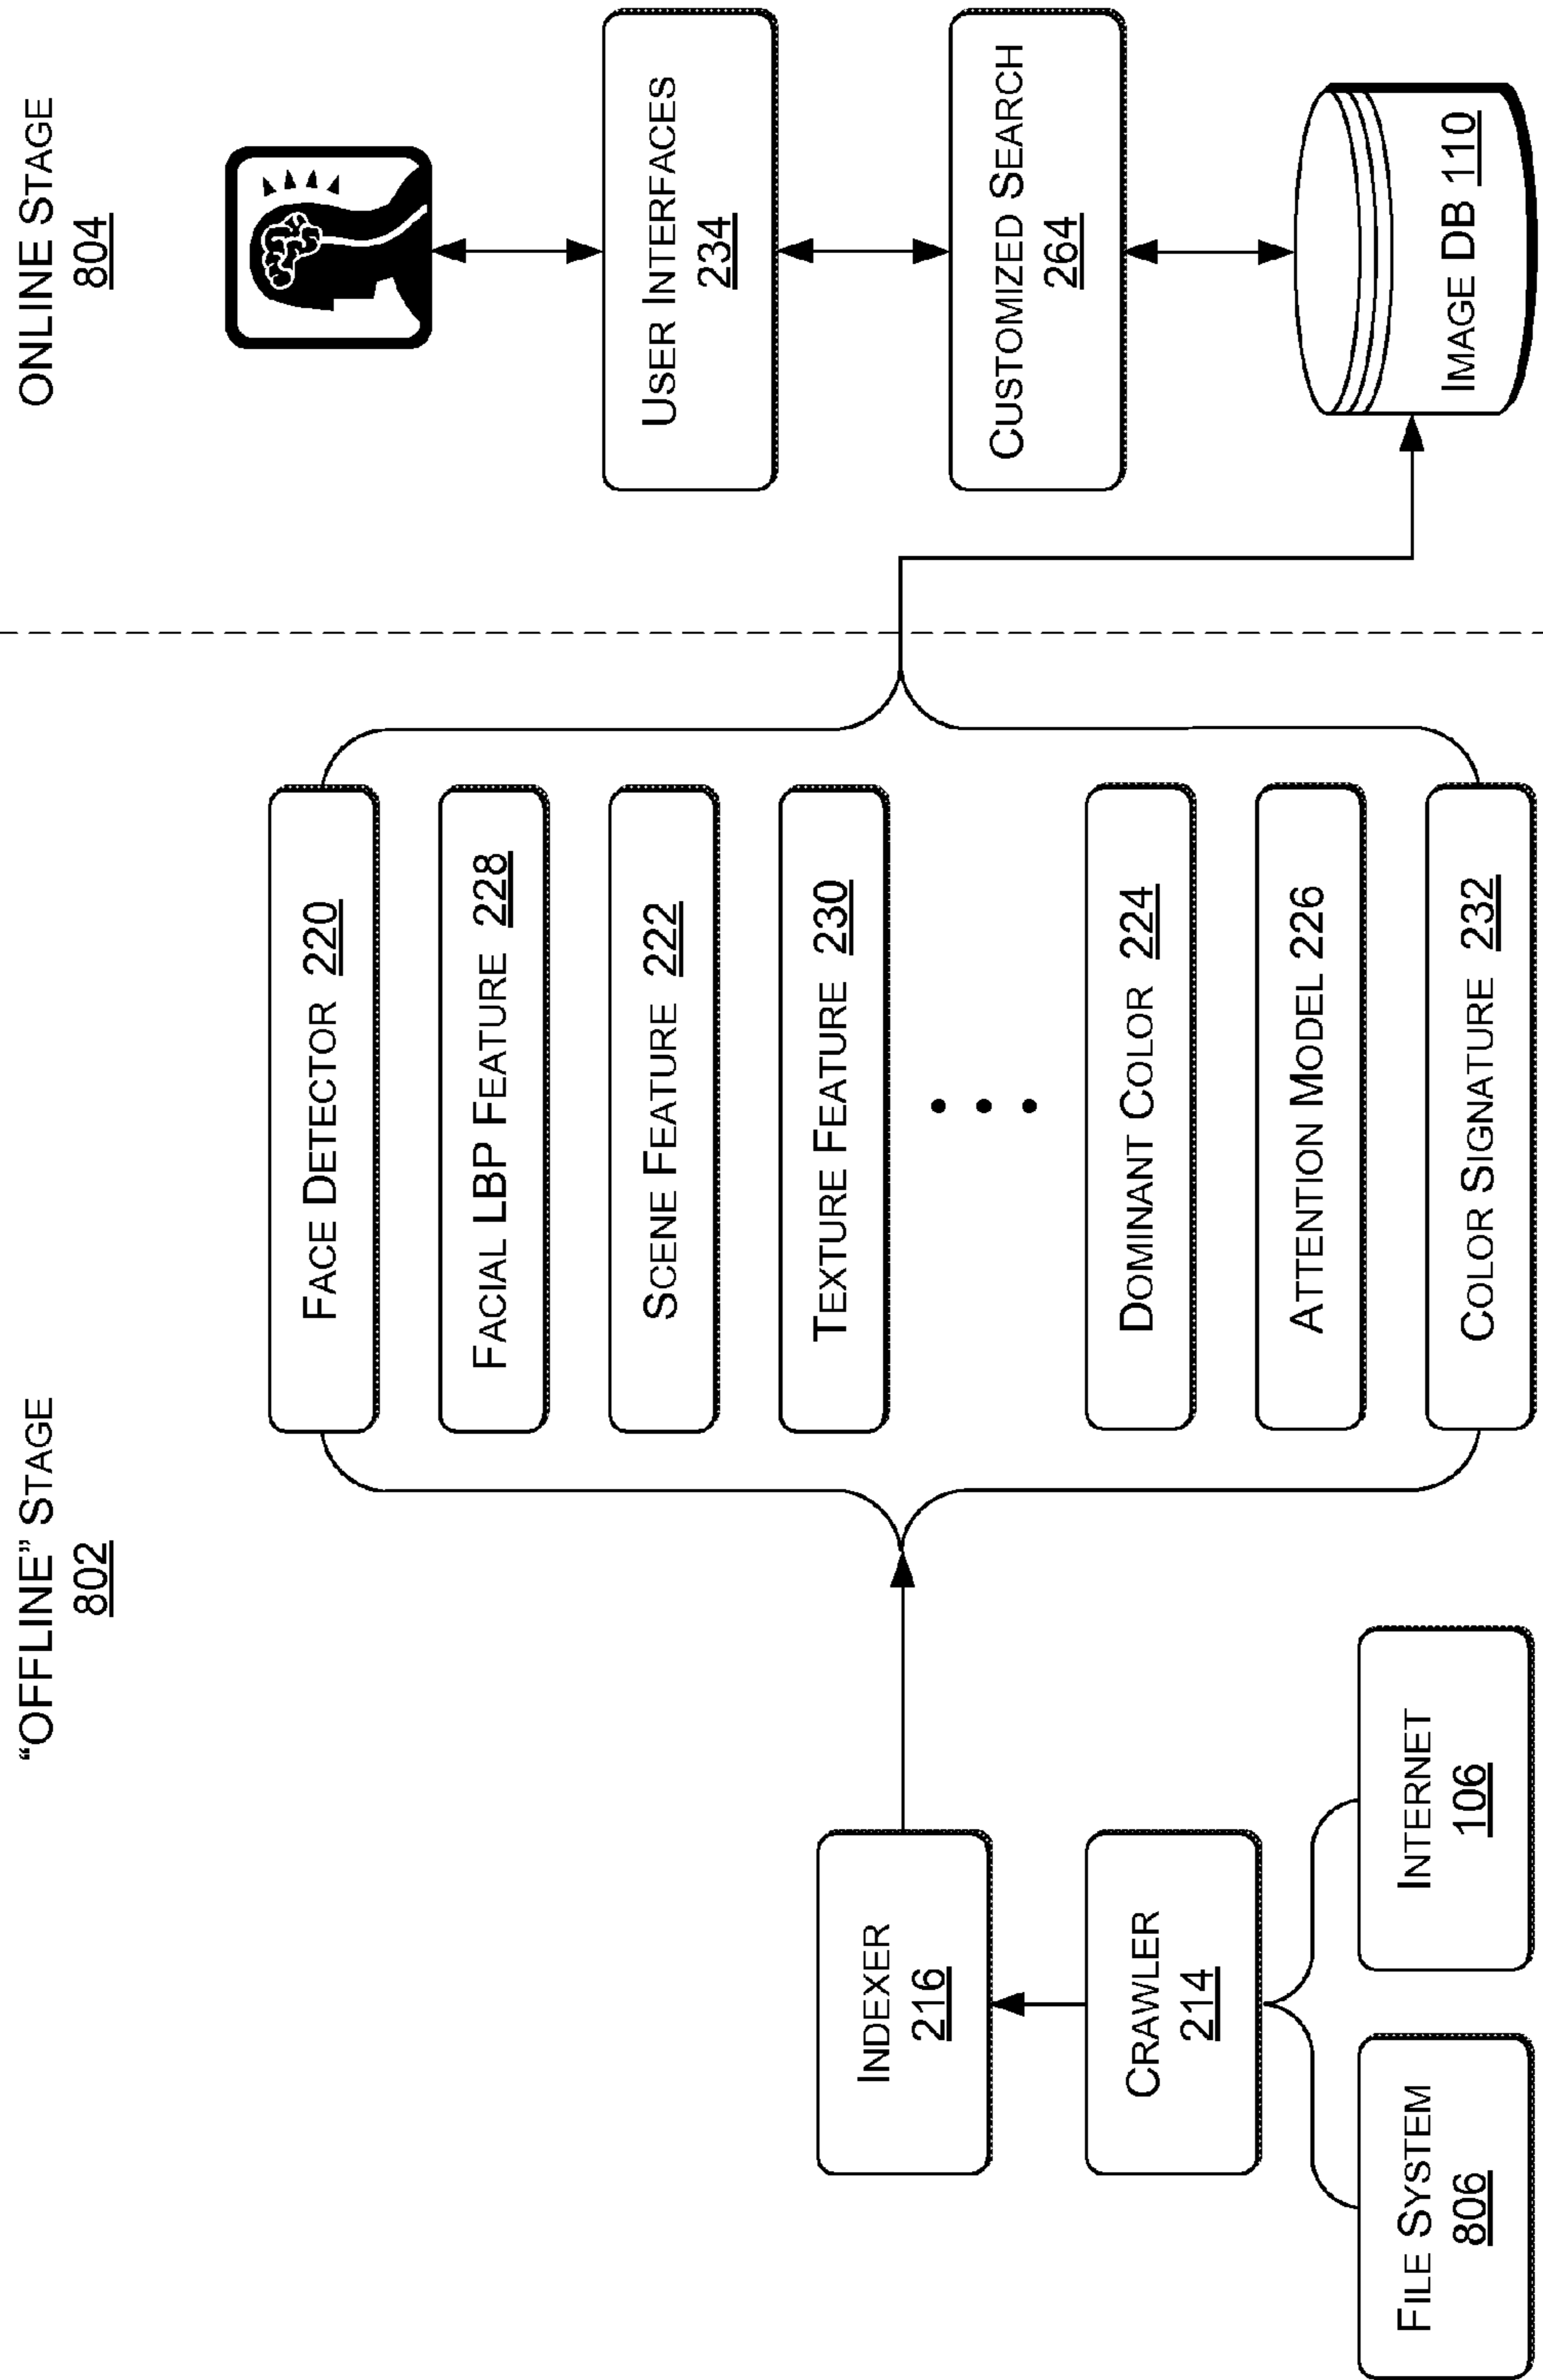 “OFFLINE” STAGE
802
ONLINE STAGE
804
FACE DETECTOR 220
FACIAL LBP FEATURE 228
SCENE FEATURE 222
TEXTURE FEATURE 230
• • •
DOMINANT COLOR 224
ATTENTION MODEL 226
COLOR SIGNATURE 232
INDEXER
216
CRAWLER
214
FILE SYSTEM
806
INTERNET
106
USER INTERFACES
234
CUSTOMIZED SEARCH
264
IMAGE DB 110